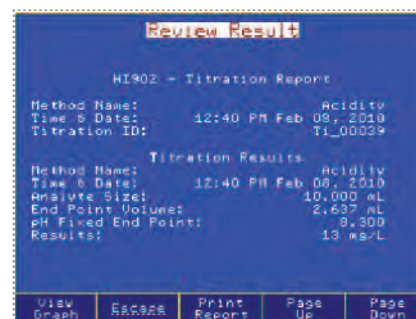 Review Result
HI902 - Titration Report
Method Name: Acidity
Time & Date: 12:40 PM Feb 08, 2010
Titration ID: Ti_00039
Titration Results
Method Name: Acidity
Time & Date: 12:40 PM Feb 08, 2010
Analyte Size: 10.000 mL
End Point Volume: 2.637 mL
pH Fixed End Point: 8.300
Results: 13 mg/L
View Graph
Escape
Print Report
Page Up
Page Down